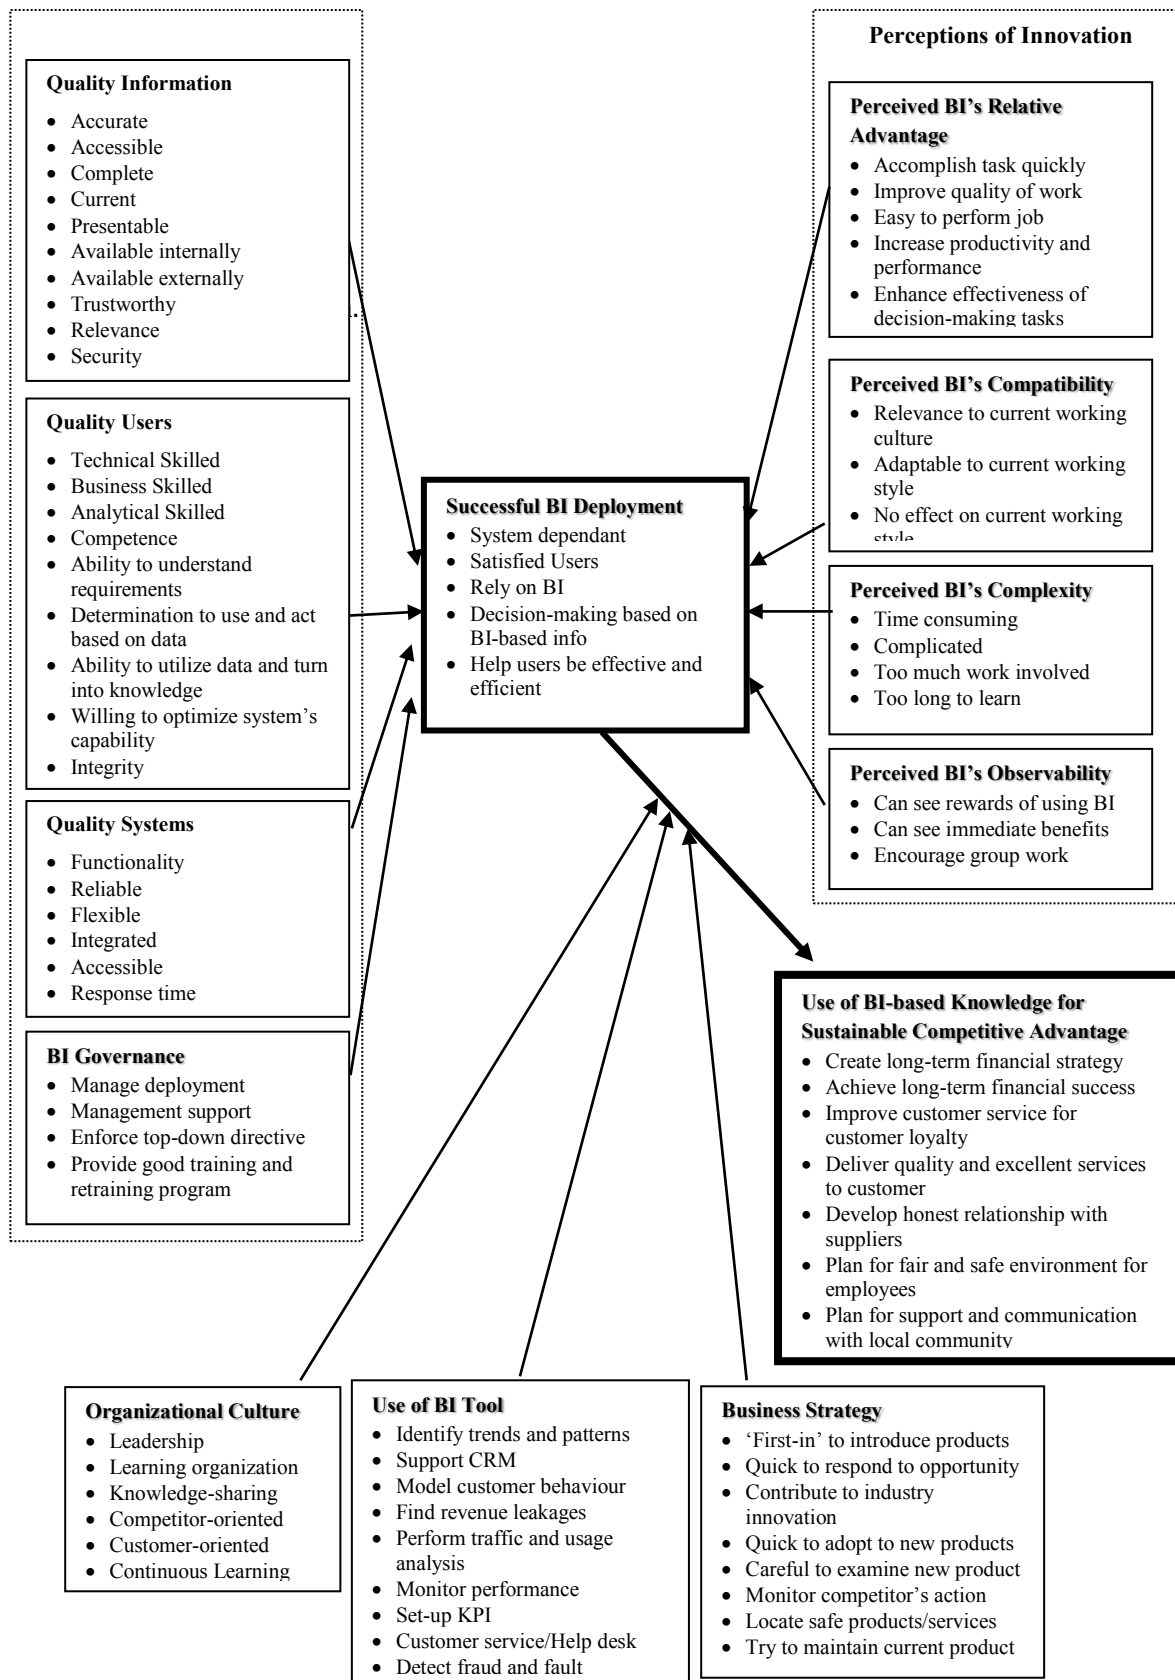 Quality Information
• Accurate
• Accessible
• Complete
• Current
• Presentable
• Available internally
• Available externally
• Trustworthy
• Relevance
• Security
Quality Users
• Technical Skilled
• Business Skilled
• Analytical Skilled
• Competence
• Ability to understand
requirements
• Determination to use and act
based on data
• Ability to utilize data and turn
into knowledge
• Willing to optimize system's
capability
• Integrity
Quality Systems
• Functionality
• Reliable
• Flexible
• Integrated
• Accessible
• Response time
BI Governance
• Manage deployment
• Management support
• Enforce top-down directive
• Provide good training and
retraining program
Successful BI Deployment
• System dependant
• Satisfied Users
• Rely on BI
• Decision-making based on
BI-based info
• Help users be effective and
efficient
Perceptions of Innovation
Perceived BI's Relative
Advantage
• Accomplish task quickly
• Improve quality of work
• Easy to perform job
• Increase productivity and
performance
• Enhance effectiveness of
decision-making tasks
Perceived BI's Compatibility
• Relevance to current working
culture
• Adaptable to current working
style
• No effect on current working
style
Perceived BI's Complexity
• Time consuming
• Complicated
• Too much work involved
• Too long to learn
Perceived BI's Observability
• Can see rewards of using BI
• Can see immediate benefits
• Encourage group work
Use of BI-based Knowledge for
Sustainable Competitive Advantage
• Create long-term financial strategy
• Achieve long-term financial success
• Improve customer service for
customer loyalty
• Deliver quality and excellent services
to customer
• Develop honest relationship with
suppliers
• Plan for fair and safe environment for
employees
• Plan for support and communication
with local community
Organizational Culture
• Leadership
• Learning organization
• Knowledge-sharing
• Competitor-oriented
• Customer-oriented
• Continuous Learning
Use of BI Tool
• Identify trends and patterns
• Support CRM
• Model customer behaviour
• Find revenue leakages
• Perform traffic and usage
analysis
• Monitor performance
• Set-up KPI
• Customer service/Help desk
• Detect fraud and fault
Business Strategy
• 'First-in' to introduce products
• Quick to respond to opportunity
• Contribute to industry
innovation
• Quick to adopt to new products
• Careful to examine new product
• Monitor competitor's action
• Locate safe products/services
• Try to maintain current product